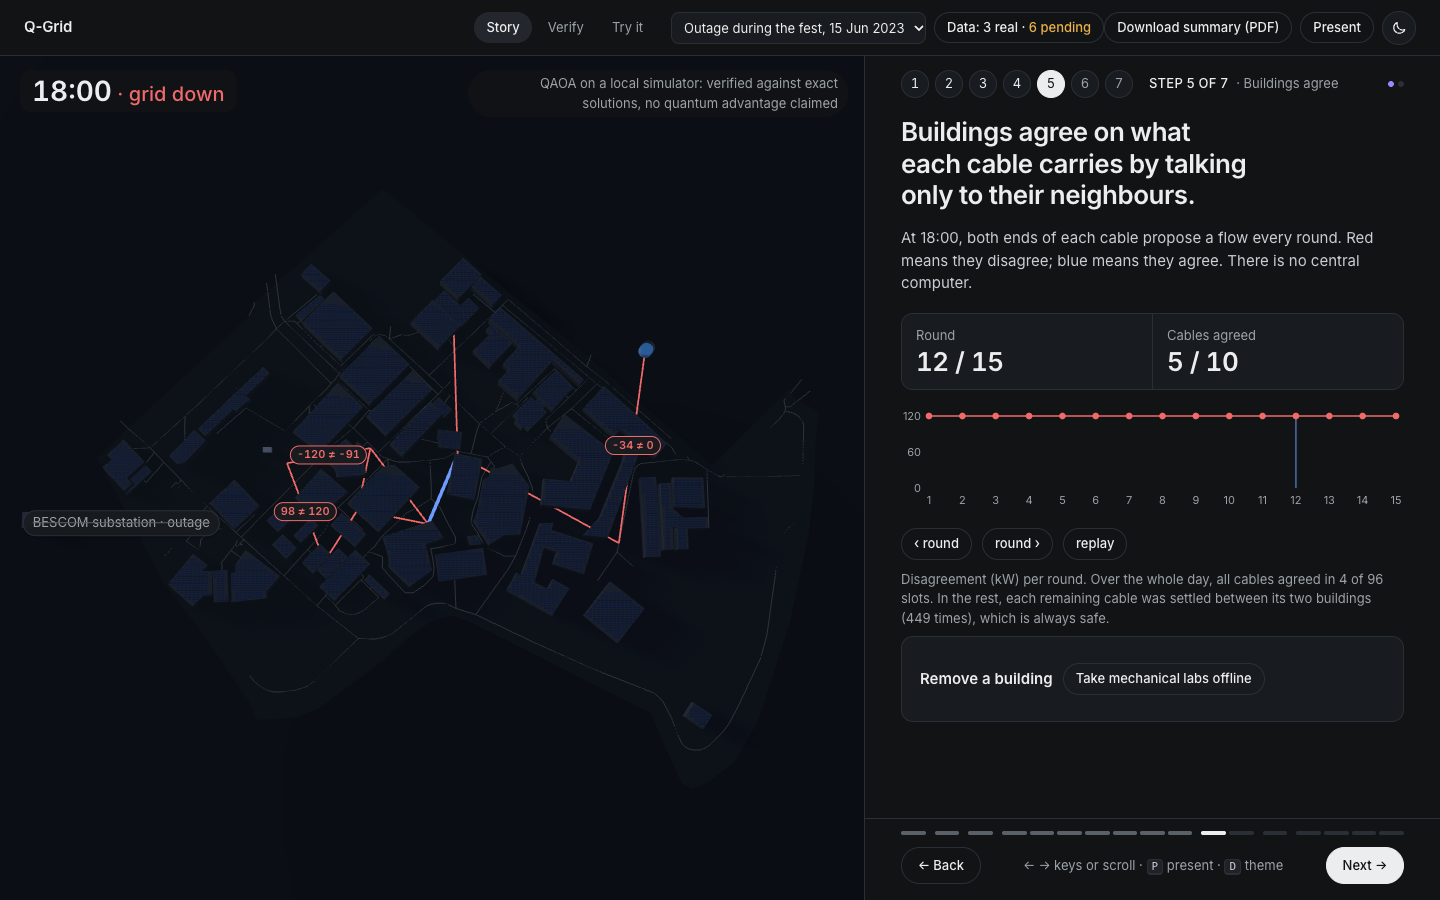 Q-Grid
Story
Verify
Try it
Outage during the fest, 15 Jun 2023
Data: 3 real · 6 pending
Download summary (PDF)
Present
18:00 · grid down
QAOA on a local simulator: verified against exact
solutions, no quantum advantage claimed
-120 ≠ -91
98 ≠ 120
-34 ≠ 0
BESCOM substation · outage
1 2 3 4 5 6 7 STEP 5 OF 7 · Buildings agree
Buildings agree on what
each cable carries by talking
only to their neighbours.
At 18:00, both ends of each cable propose a flow every round. Red
means they disagree; blue means they agree. There is no central
computer.
Round
12 / 15
Cables agreed
5 / 10
120
60
0
1 2 3 4 5 6 7 8 9 10 11 12 13 14 15
‹ round
round ›
replay
Disagreement (kW) per round. Over the whole day, all cables agreed in 4 of 96
slots. In the rest, each remaining cable was settled between its two buildings
(449 times), which is always safe.
Remove a building
Take mechanical labs offline
← Back
← → keys or scroll · P present · D theme
Next →